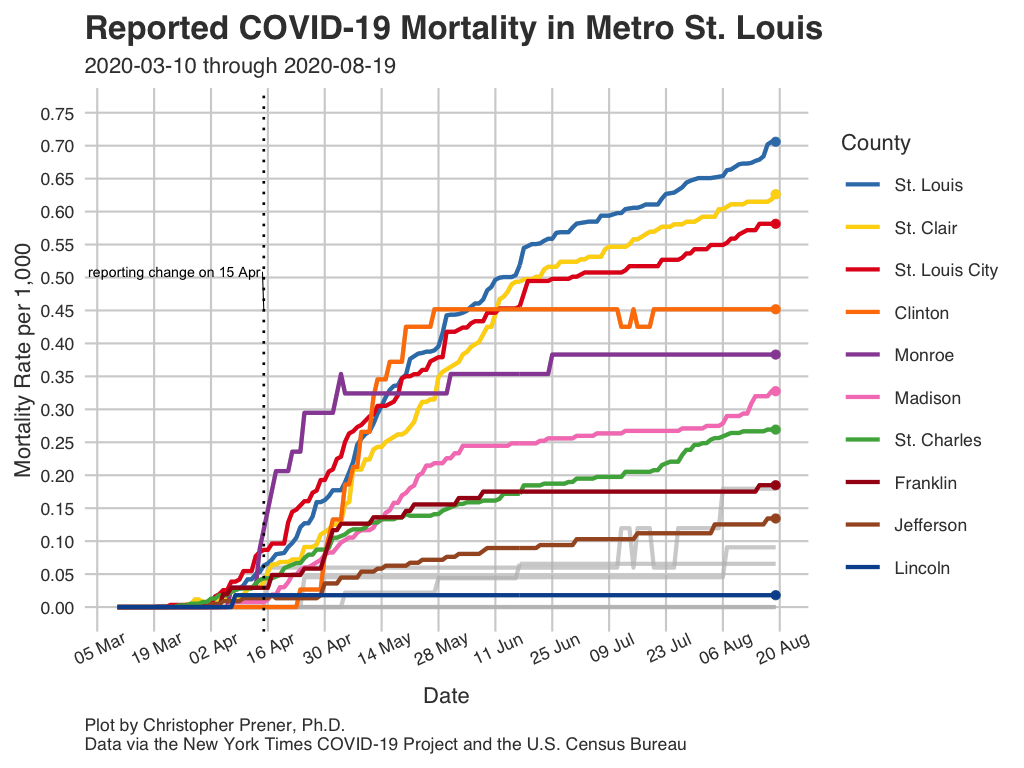 Reported COVID-19 Mortality in Metro St. Louis
2020-03-10 through 2020-08-19
Mortality Rate per 1,000
0.75
0.70
0.65
0.60
0.55
0.50
0.45
0.40
0.35
0.30
0.25
0.20
0.15
0.10
0.05
0.00
reporting change on 15 Apr
05 Mar
19 Mar
02 Apr
16 Apr
30 Apr
14 May
28 May
11 Jun
25 Jun
09 Jul
23 Jul
06 Aug
20 Aug
Date
County
St. Louis
St. Clair
St. Louis City
Clinton
Monroe
Madison
St. Charles
Franklin
Jefferson
Lincoln
Plot by Christopher Prener, Ph.D.
Data via the New York Times COVID-19 Project and the U.S. Census Bureau